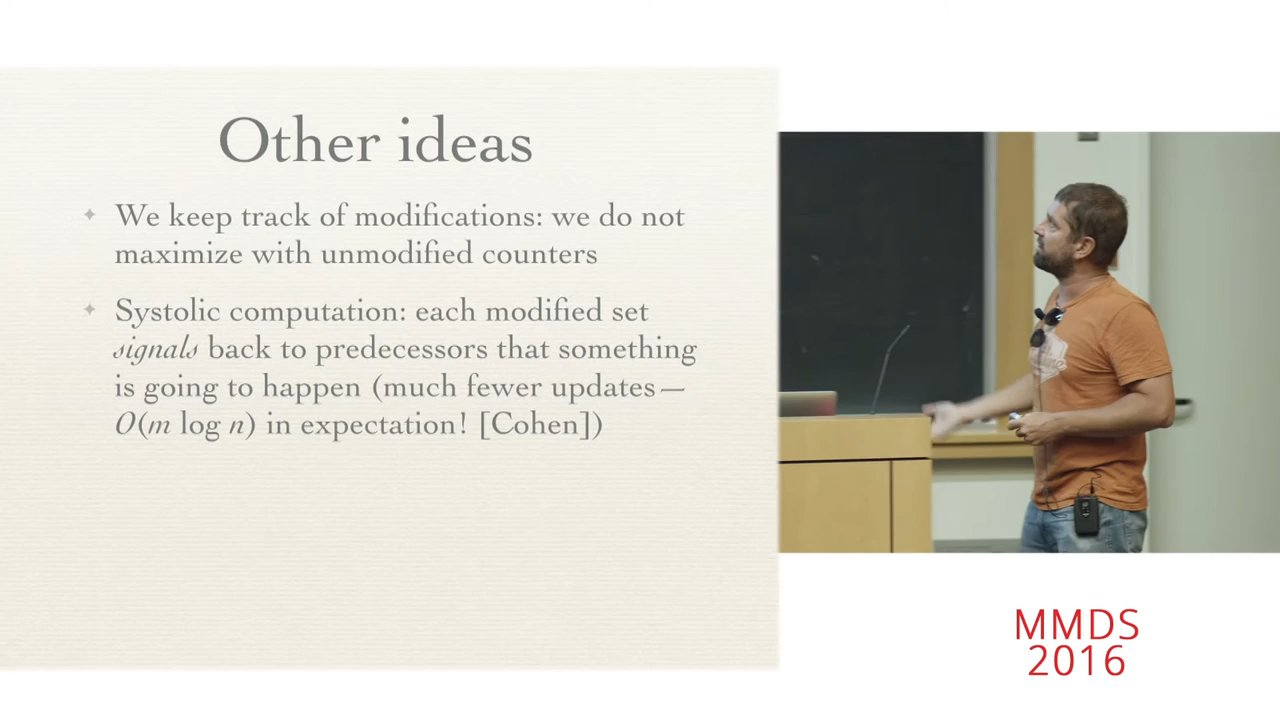 Other ideas
We keep track of modifications: we do not
maximize with unmodified counters
Systolic computation: each modified set
signals back to predecessors that something
is going to happen (much fewer updates—
O(m log n) in expectation! [Cohen])
MMDS
2016